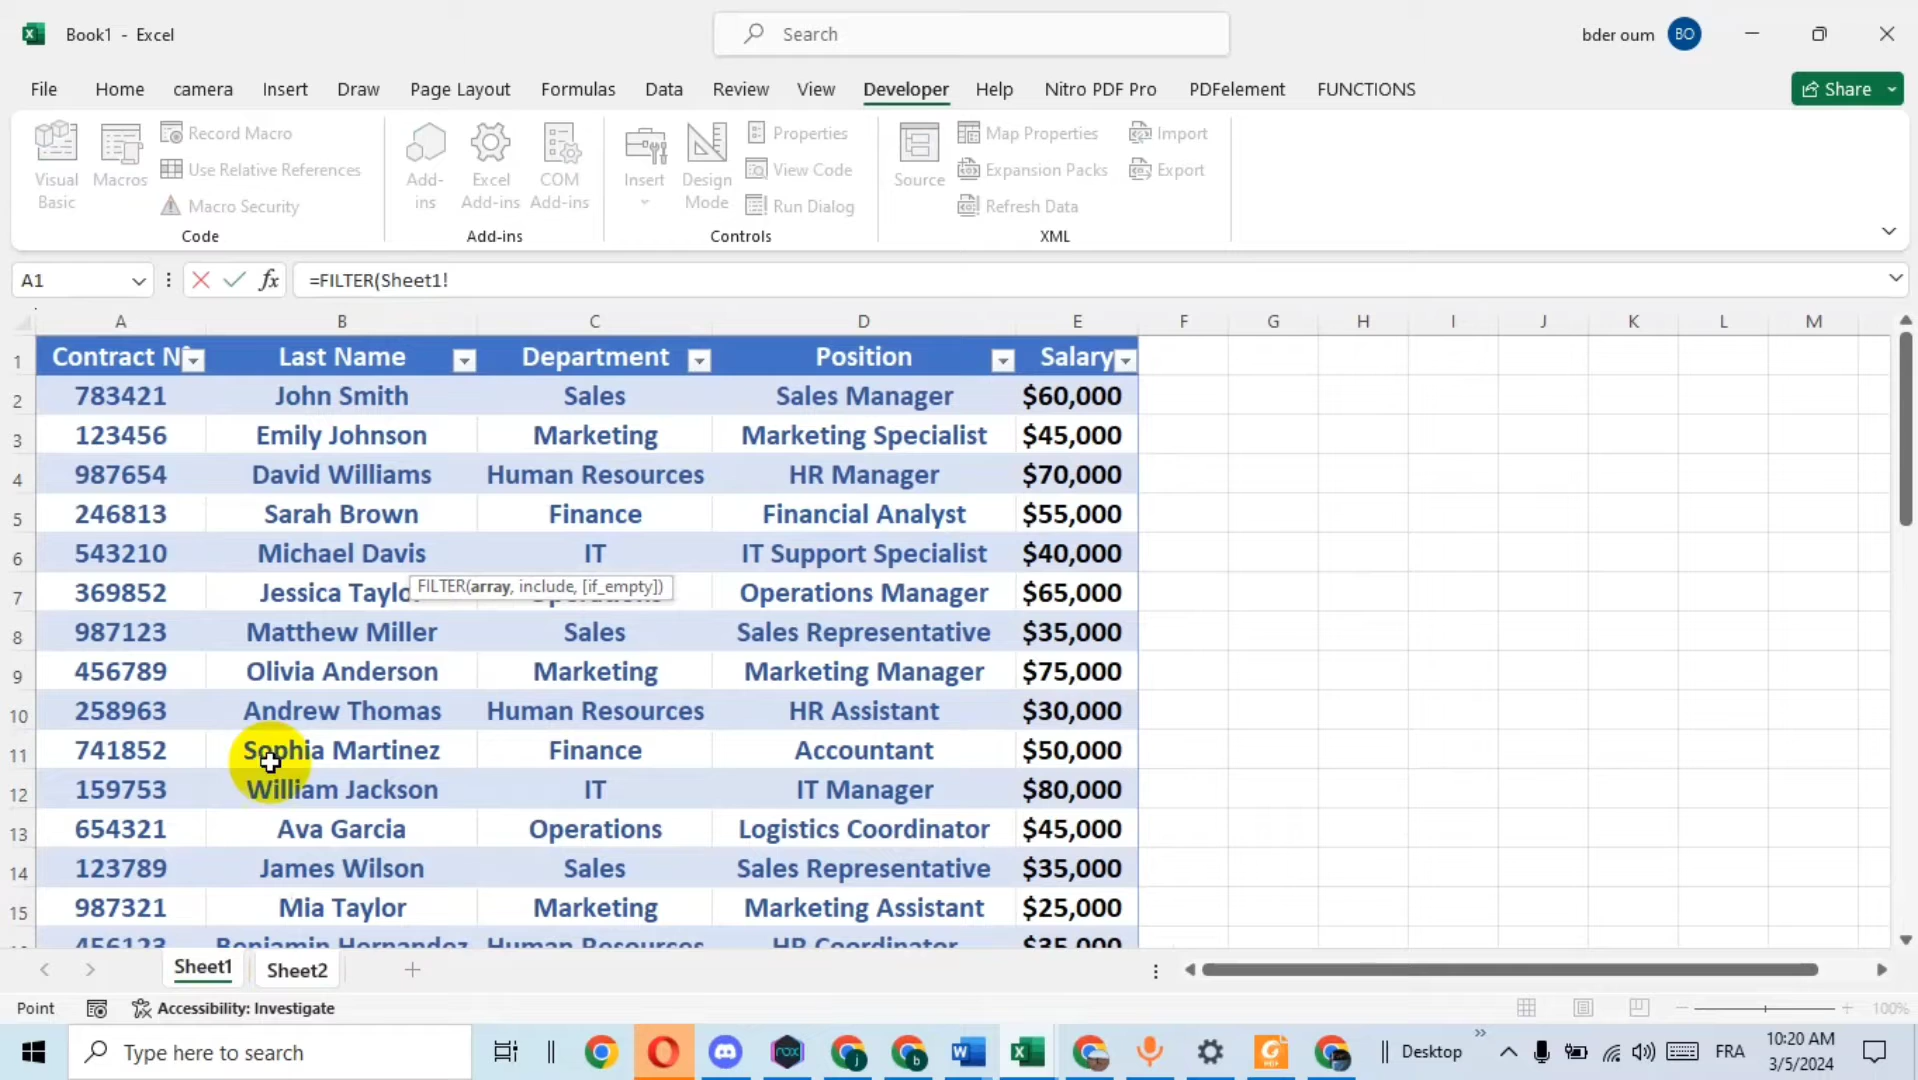 Book1 - Excel
Search
bder oum
BO
File Home camera Insert Draw Page Layout Formulas Data Review View Developer Help Nitro PDF Pro PDFelement FUNCTIONS
Share
Visual Basic
Macros
Record Macro
Use Relative References
Macro Security
Code
Add-ins
Excel Add-ins
COM Add-ins
Add-ins
Insert
Design Mode
Properties
View Code
Run Dialog
Controls
Source
Map Properties
Expansion Packs
Refresh Data
Import
Export
XML
A1 fx =FILTER(Sheet1!
A B C D E F G H I J K L M
1 Contract N Last Name Department Position Salary
2 783421 John Smith Sales Sales Manager $60,000
3 123456 Emily Johnson Marketing Marketing Specialist $45,000
4 987654 David Williams Human Resources HR Manager $70,000
5 246813 Sarah Brown Finance Financial Analyst $55,000
6 543210 Michael Davis IT IT Support Specialist $40,000
FILTER(array, include, [if_empty])
7 369852 Jessica Taylo Operations Operations Manager $65,000
8 987123 Matthew Miller Sales Sales Representative $35,000
9 456789 Olivia Anderson Marketing Marketing Manager $75,000
10 258963 Andrew Thomas Human Resources HR Assistant $30,000
11 741852 Sophia Martinez Finance Accountant $50,000
12 159753 William Jackson IT IT Manager $80,000
13 654321 Ava Garcia Operations Logistics Coordinator $45,000
14 123789 James Wilson Sales Sales Representative $35,000
15 987321 Mia Taylor Marketing Marketing Assistant $25,000
456123 Benjamin Hernandez Human Resources HR Coordinator $35,000
Sheet1 Sheet2
Point Accessibility: Investigate 100%
Type here to search
Desktop
FRA
10:20 AM
3/5/2024